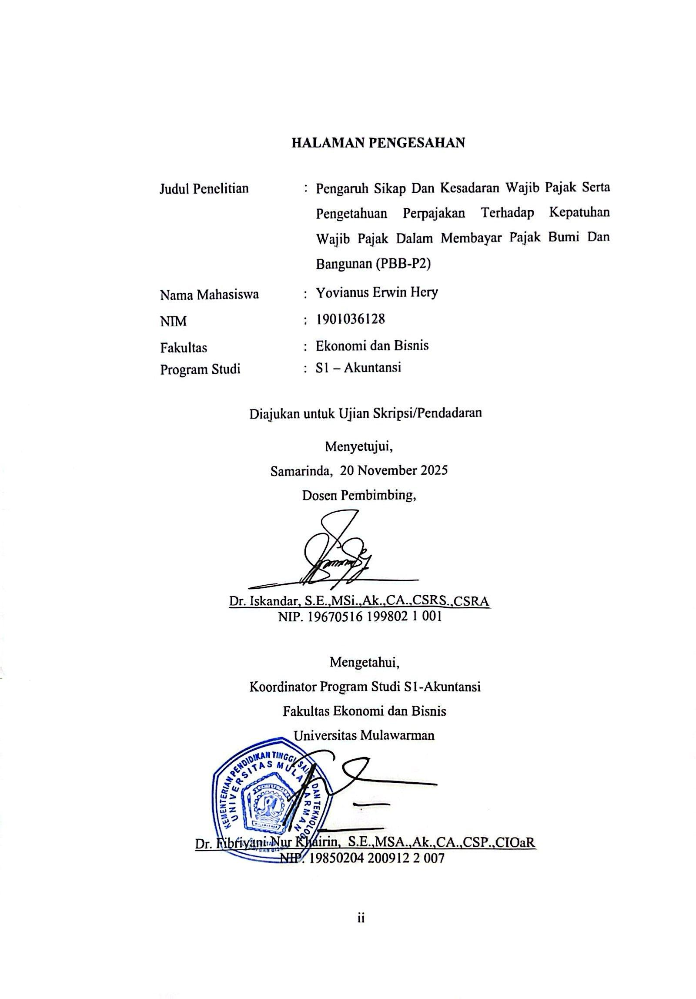 HALAMAN PENGESAHAN
Judul Penelitian : Pengaruh Sikap Dan Kesadaran Wajib Pajak Serta
Pengetahuan Perpajakan Terhadap Kepatuhan
Wajib Pajak Dalam Membayar Pajak Bumi Dan
Bangunan (PBB-P2)
Nama Mahasiswa : Yovianus Erwin Hery
NIM : 1901036128
Fakultas : Ekonomi dan Bisnis
Program Studi : S1 – Akuntansi
Diajukan untuk Ujian Skripsi/Pendadaran
Menyetujui,
Samarinda, 20 November 2025
Dosen Pembimbing,
Dr. Iskandar, S.E.,MSi.,Ak.,CA.,CSRS.,CSRA
NIP. 19670516 199802 1 001
Mengetahui,
Koordinator Program Studi S1-Akuntansi
Fakultas Ekonomi dan Bisnis
Universitas Mulawarman
KEMENTERIAN PENDIDIKAN TINGGI, SAINS DAN TEKNOLOGI
UNIVERSITAS MULAWARMAN
Dr. Fibriyani Nur Khairin, S.E.,MSA.,Ak.,CA.,CSP.,CIOaR
NIP. 19850204 200912 2 007
ii